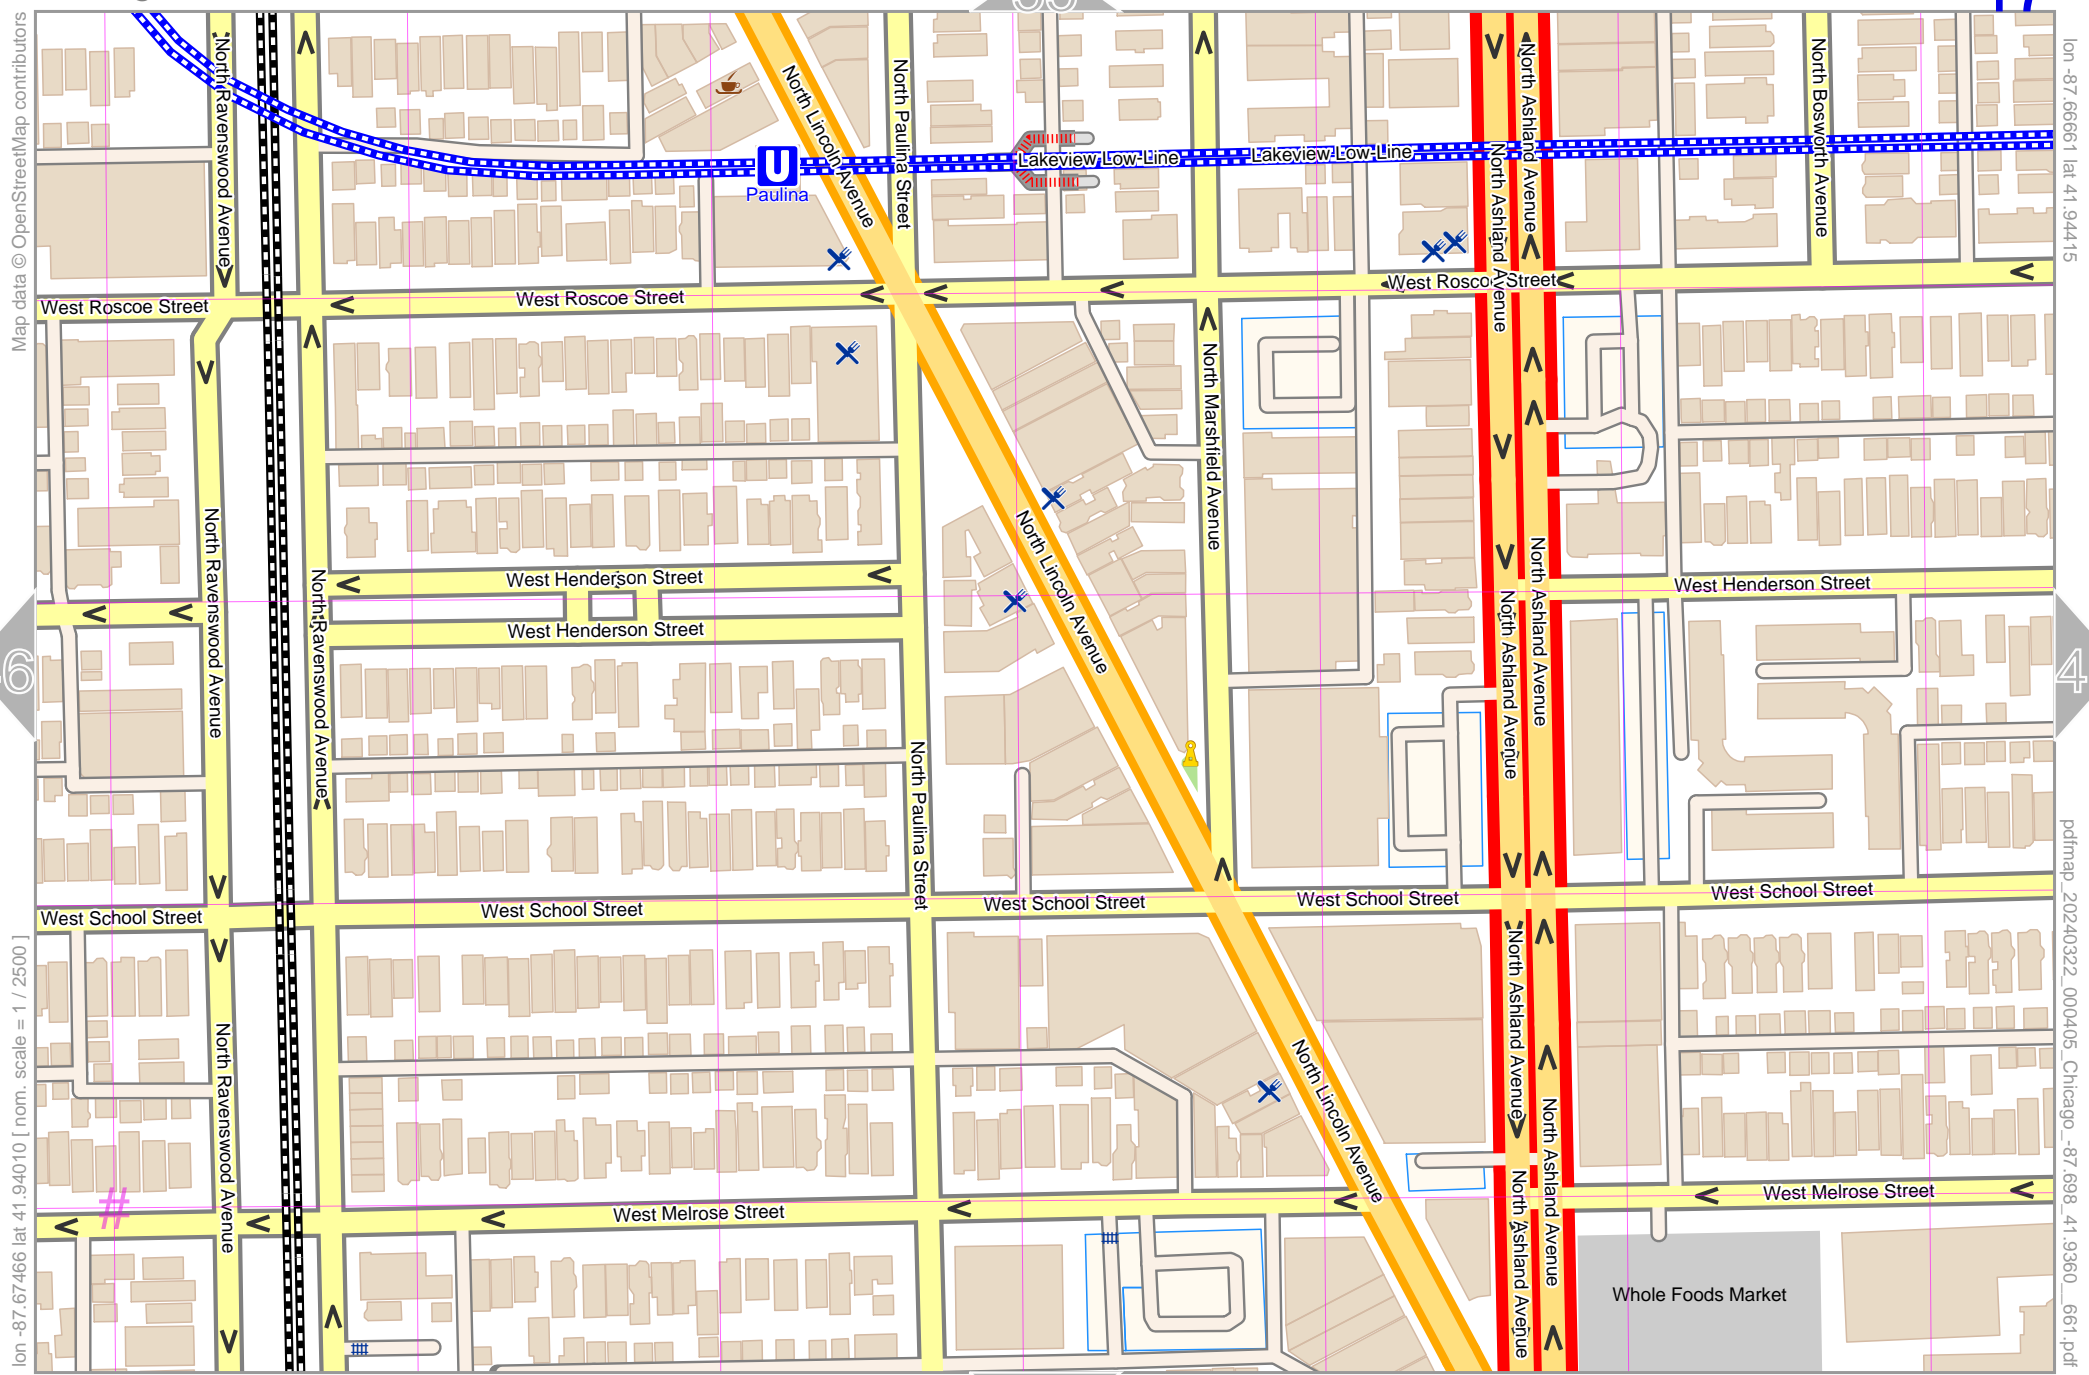 55
17
Map data © OpenStreetMap contributors
lon -87.66661 lat 41.94415
North Ravenswood Avenue
North Lincoln Avenue
North Paulina Street
North Ashland Avenue
North Ashland Avenue
North Bosworth Avenue
Lakeview Low-Line
Lakeview Low-Line
U
Paulina
West Roscoe Street
West Roscoe Street
West Roscoe Street
North Marshfield Avenue
North Ravenswood Avenue
North Ravenswood Avenue
North Lincoln Avenue
West Henderson Street
West Henderson Street
West Henderson Street
North Ashland Avenue
North Ashland Avenue
6
4
North Paulina Street
West School Street
West School Street
West School Street
West School Street
West School Street
North Ashland Avenue
North Ashland Avenue
North Ravenswood Avenue
North Lincoln Avenue
#
West Melrose Street
West Melrose Street
North Ashland Avenue
Whole Foods Market
lon -87.67466 lat 41.94010 [ nom. scale = 1 / 2500 ]
pdfmap_20240322_000405_Chicago_-87.698_41.9360__661.pdf